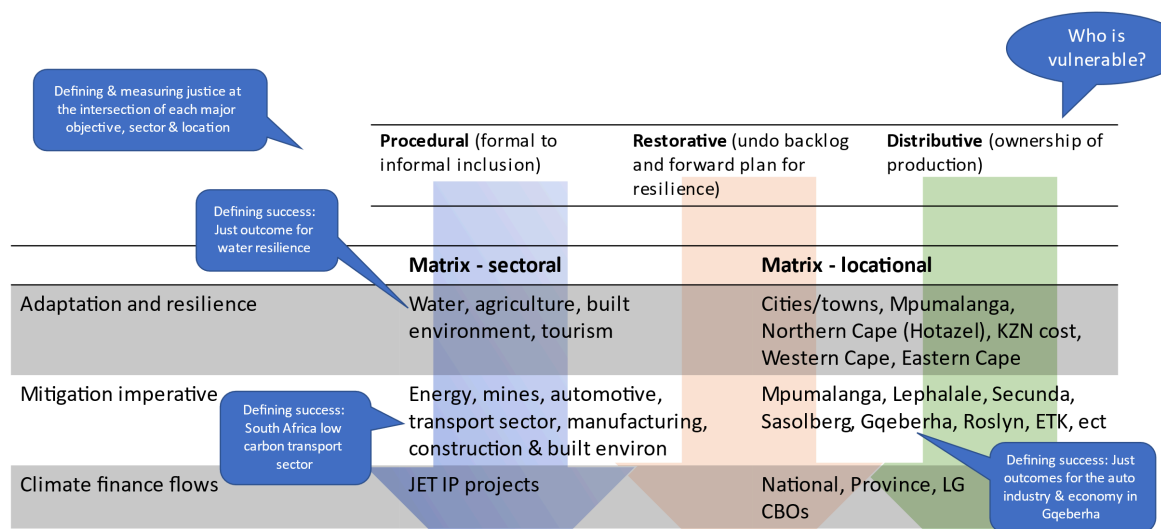 Who is
vulnerable?
Defining & measuring justice at
the intersection of each major
objective, sector & location
Procedural (formal to
informal inclusion)
Restorative (undo backlog
and forward plan for
resilience)
Distributive (ownership of
production)
Defining success:
Just outcome for
water resilience
Matrix - sectoral
Matrix - locational
Adaptation and resilience
Water, agriculture, built
environment, tourism
Cities/towns, Mpumalanga,
Northern Cape (Hotazel), KZN cost,
Western Cape, Eastern Cape
Mitigation imperative
Defining success:
South Africa low
carbon transport
sector
Energy, mines, automotive,
transport sector, manufacturing,
construction & built environ
Mpumalanga, Lephalale, Secunda,
Sasolberg, Gqeberha, Roslyn, ETK, ect
Defining success: Just
outcomes for the auto
industry & economy in
Gqeberha
Climate finance flows
JET IP projects
National, Province, LG
CBOs